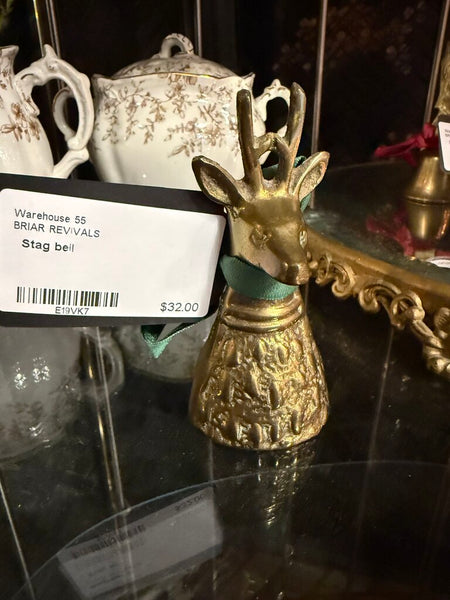 Warehouse 55
BRIAR REVIVALS
Stag bell
E19VK7
$32.00